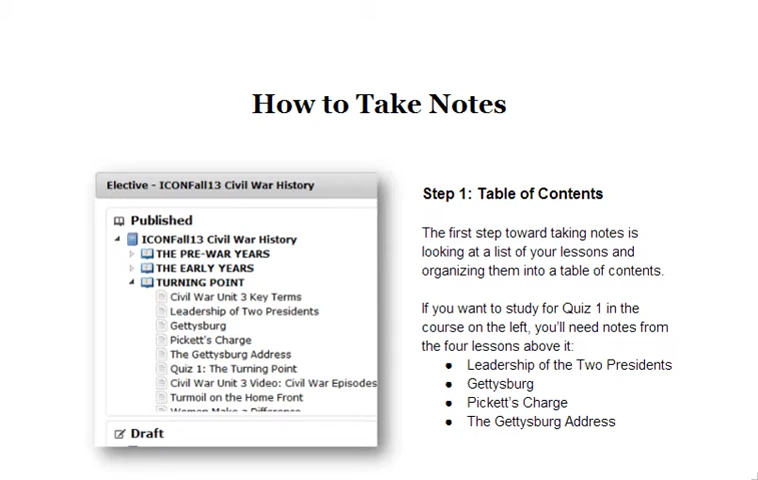 How to Take Notes
Elective - ICONFall13 Civil War History
Published
ICONFall13 Civil War History
THE PRE-WAR YEARS
THE EARLY YEARS
TURNING POINT
Civil War Unit 3 Key Terms
Leadership of Two Presidents
Gettysburg
Pickett's Charge
The Gettysburg Address
Quiz 1: The Turning Point
Civil War Unit 3 Video: Civil War Episodes
Turmoil on the Home Front
Women Make a Difference
Draft
Step 1: Table of Contents
The first step toward taking notes is
looking at a list of your lessons and
organizing them into a table of contents.
If you want to study for Quiz 1 in the
course on the left, you'll need notes from
the four lessons above it:
● Leadership of the Two Presidents
● Gettysburg
● Pickett's Charge
● The Gettysburg Address